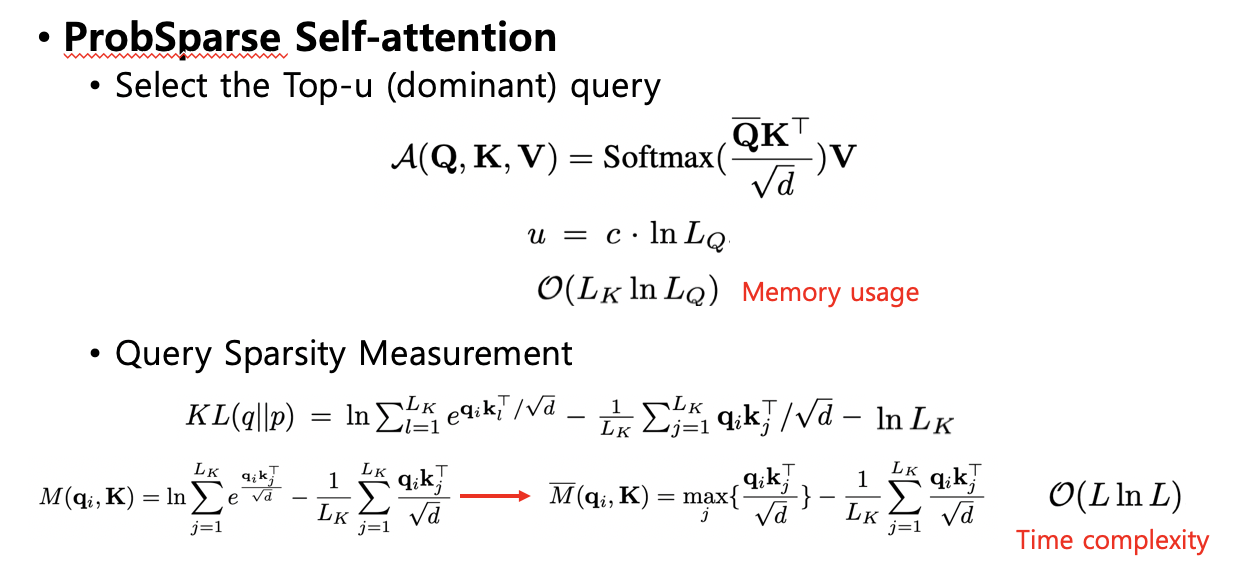 • ProbSparse Self-attention
• Select the Top-u (dominant) query
$\mathcal{A}(\mathbf{Q}, \mathbf{K}, \mathbf{V}) = \text{Softmax}(\frac{\overline{\mathbf{Q}}\mathbf{K}^\top}{\sqrt{d}})\mathbf{V}$
$u = c \cdot \ln L_Q$
$\mathcal{O}(L_K \ln L_Q)$ Memory usage
• Query Sparsity Measurement
$KL(q||p) = \ln \sum_{l=1}^{L_K} e^{\mathbf{q}_i\mathbf{k}_l^\top/\sqrt{d}} - \frac{1}{L_K} \sum_{j=1}^{L_K} \mathbf{q}_i\mathbf{k}_j^\top/\sqrt{d} - \ln L_K$
$M(\mathbf{q}_i, \mathbf{K}) = \ln \sum_{j=1}^{L_K} e^{\frac{\mathbf{q}_i\mathbf{k}_j^\top}{\sqrt{d}}} - \frac{1}{L_K} \sum_{j=1}^{L_K} \frac{\mathbf{q}_i\mathbf{k}_j^\top}{\sqrt{d}}$ → $\overline{M}(\mathbf{q}_i, \mathbf{K}) = \max_j\{\frac{\mathbf{q}_i\mathbf{k}_j^\top}{\sqrt{d}}\} - \frac{1}{L_K} \sum_{j=1}^{L_K} \frac{\mathbf{q}_i\mathbf{k}_j^\top}{\sqrt{d}}$ $\mathcal{O}(L \ln L)$
Time complexity